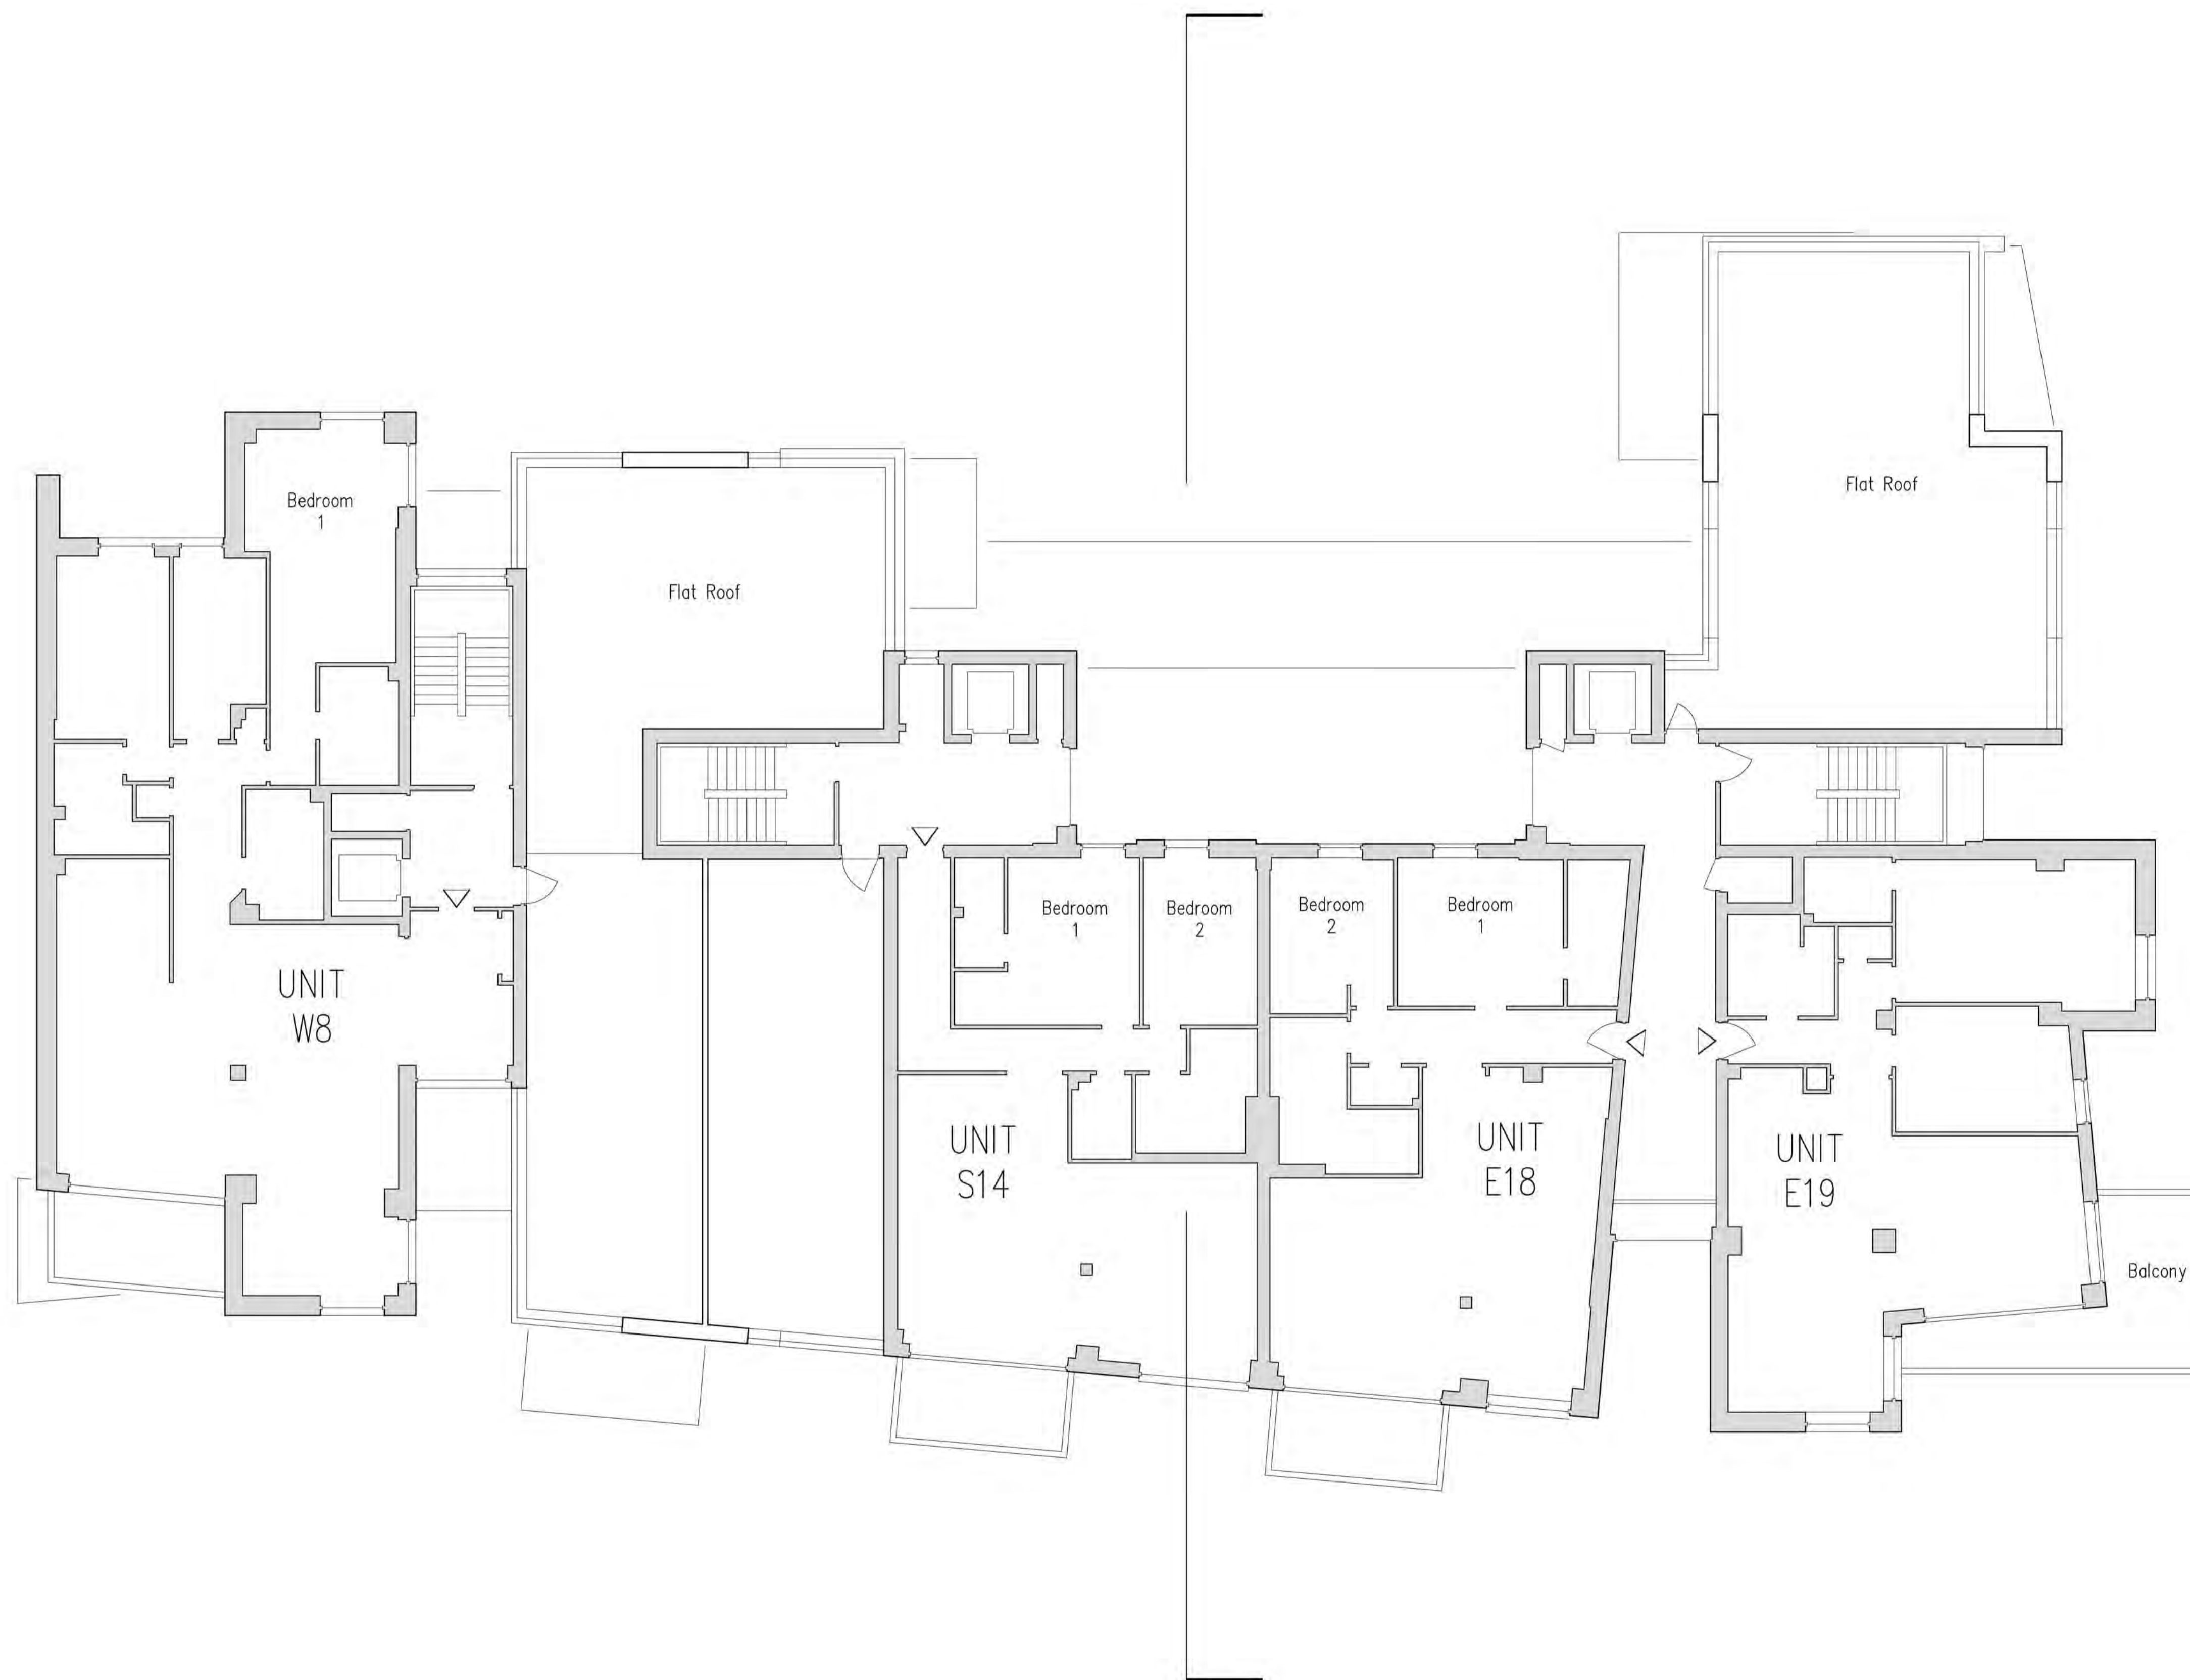 Flat Roof
Bedroom
1
Flat Roof
Bedroom
1
Bedroom
2
Bedroom
2
Bedroom
1
UNIT
W8
UNIT
S14
UNIT
E18
UNIT
E19
Balcony